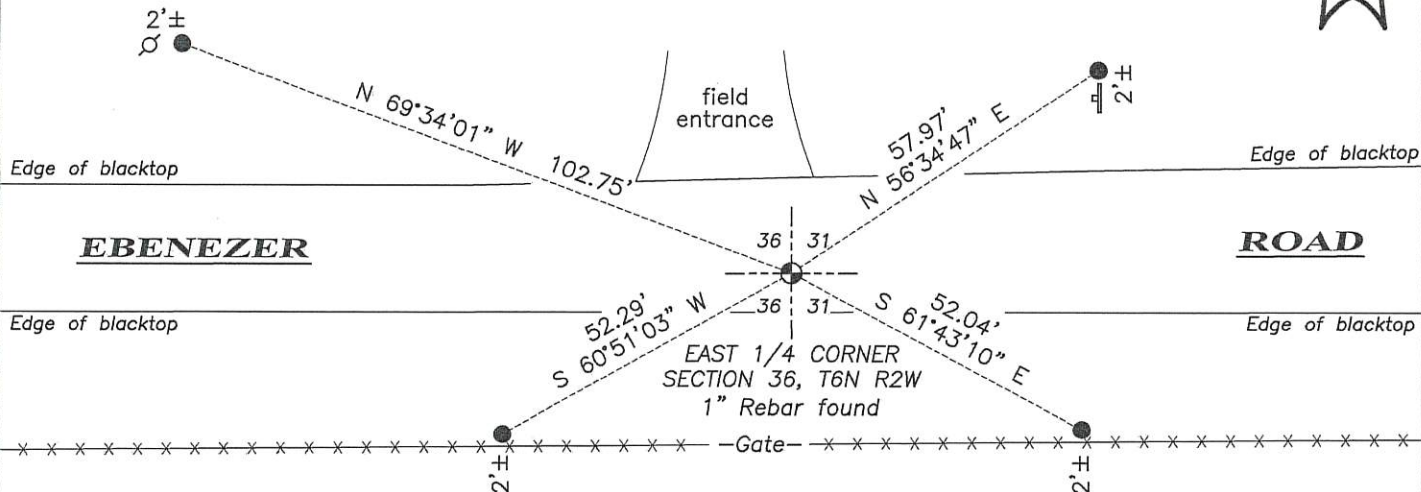 2'±
N 69°34'01" W 102.75'
field
entrance
57.97'
N 56°34'47" E
2'±
Edge of blacktop
Edge of blacktop
EBENEZER
ROAD
36 31
36 31
52.29'
S 60°51'03" W
52.04'
S 61°43'10" E
Edge of blacktop
Edge of blacktop
EAST 1/4 CORNER
SECTION 36, T6N R2W
1" Rebar found
-Gate-
2'±
2'±